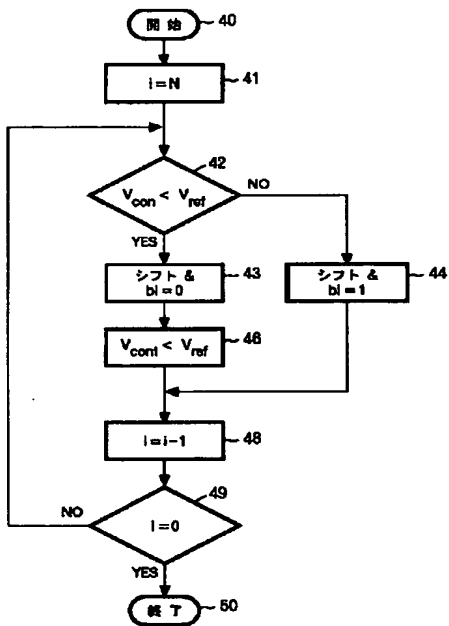 開始
40
i=N
41
42
V_con < V_ref
NO
YES
シフト &
bi=0
43
シフト &
bi=1
44
V_cont < V_ref
46
i=i-1
48
49
i=0
NO
YES
終了
50